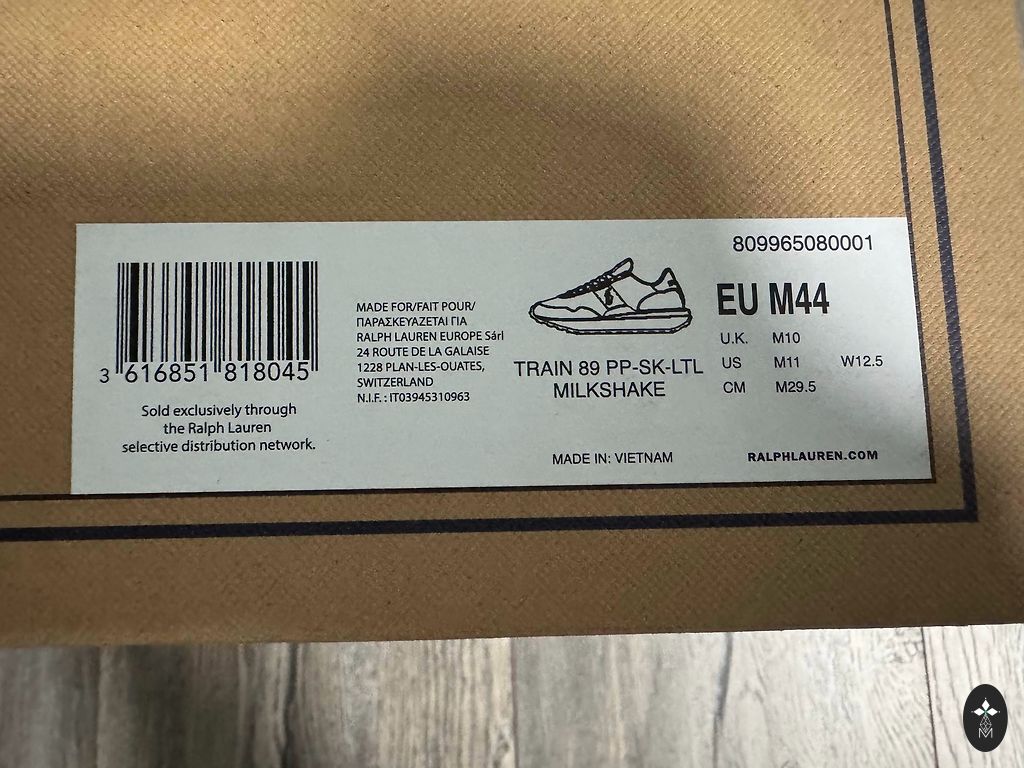 3 616851 818045
Sold exclusively through
the Ralph Lauren
selective distribution network.
MADE FOR/FAIT POUR/
ΠΑΡΑΣΚΕΥΑΖΕΤΑΙ ΓΙΑ
RALPH LAUREN EUROPE Sárl
24 ROUTE DE LA GALAISE
1228 PLAN-LES-OUATES,
SWITZERLAND
N.I.F. : IT03945310963
TRAIN 89 PP-SK-LTL
MILKSHAKE
MADE IN: VIETNAM
809965080001
EU M44
U.K. M10
US M11 W12.5
CM M29.5
RALPHLAUREN.COM
M